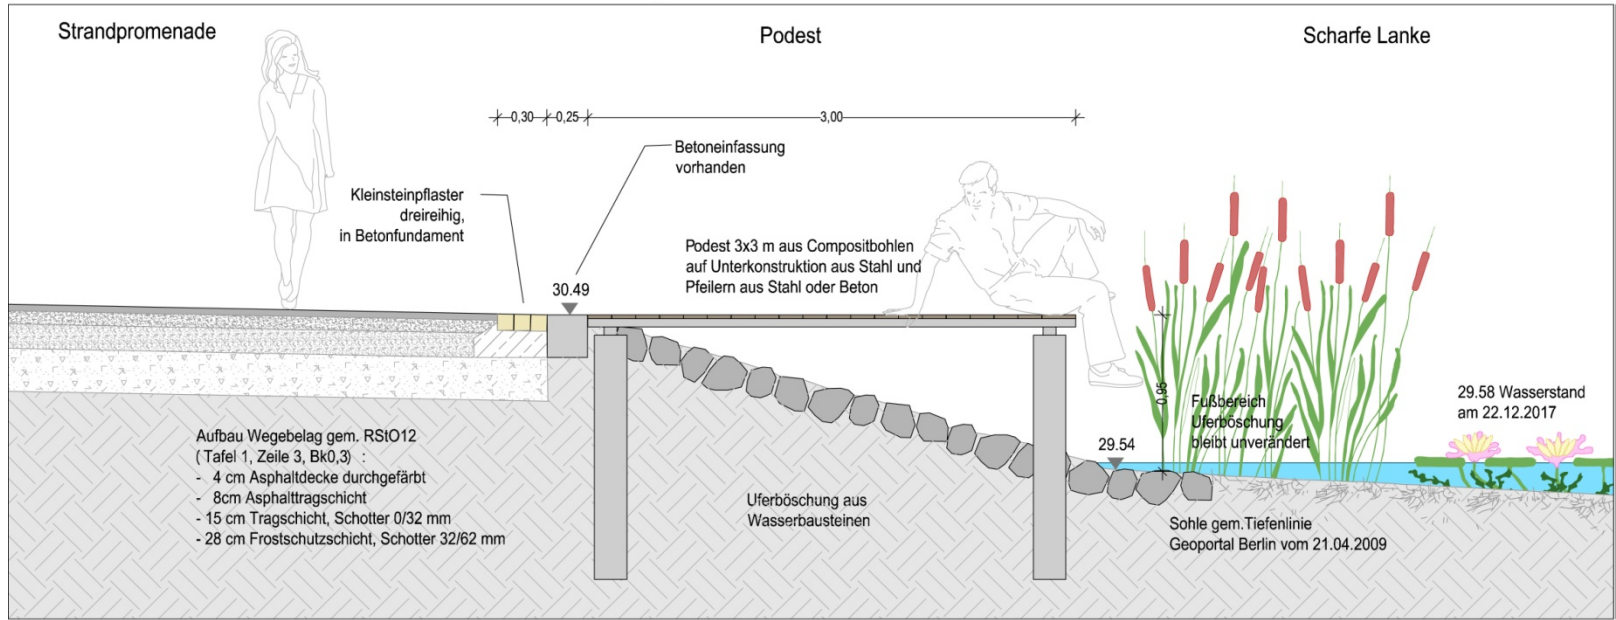 Strandpromenade
Podest
Scharfe Lanke
0,30
0,25
3,00
Betoneinfassung
vorhanden
Kleinsteinpflaster
dreireihig,
in Betonfundament
Podest 3x3 m aus Compositbohlen
auf Unterkonstruktion aus Stahl und
Pfeilern aus Stahl oder Beton
30.49
0,95
Fußbereich
Uferböschung
bleibt unverändert
29.58 Wasserstand
am 22.12.2017
29.54
Aufbau Wegebelag gem. RStO12
( Tafel 1, Zeile 3, Bk0,3) :
- 4 cm Asphaltdecke durchgefärbt
- 8cm Asphalttragschicht
- 15 cm Tragschicht, Schotter 0/32 mm
- 28 cm Frostschutzschicht, Schotter 32/62 mm
Uferböschung aus
Wasserbausteinen
Sohle gem.Tiefenlinie
Geoportal Berlin vom 21.04.2009